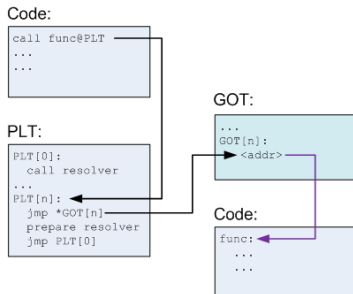 Code:
call func@PLT
...
...
PLT:
PLT[0]:
call resolver
...
PLT[n]:
jmp *GOT[n]
prepare resolver
jmp PLT[0]
GOT:
...
GOT[n]:
<addr>
Code:
func:
...
...